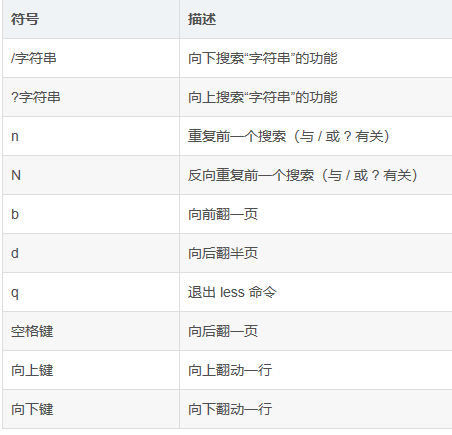 符号 描述
/字符串 向下搜索“字符串”的功能
?字符串 向上搜索“字符串”的功能
n 重复前一个搜索（与 / 或 ? 有关）
N 反向重复前一个搜索（与 / 或 ? 有关）
b 向前翻一页
d 向后翻半页
q 退出 less 命令
空格键 向后翻一页
向上键 向上翻动一行
向下键 向下翻动一行